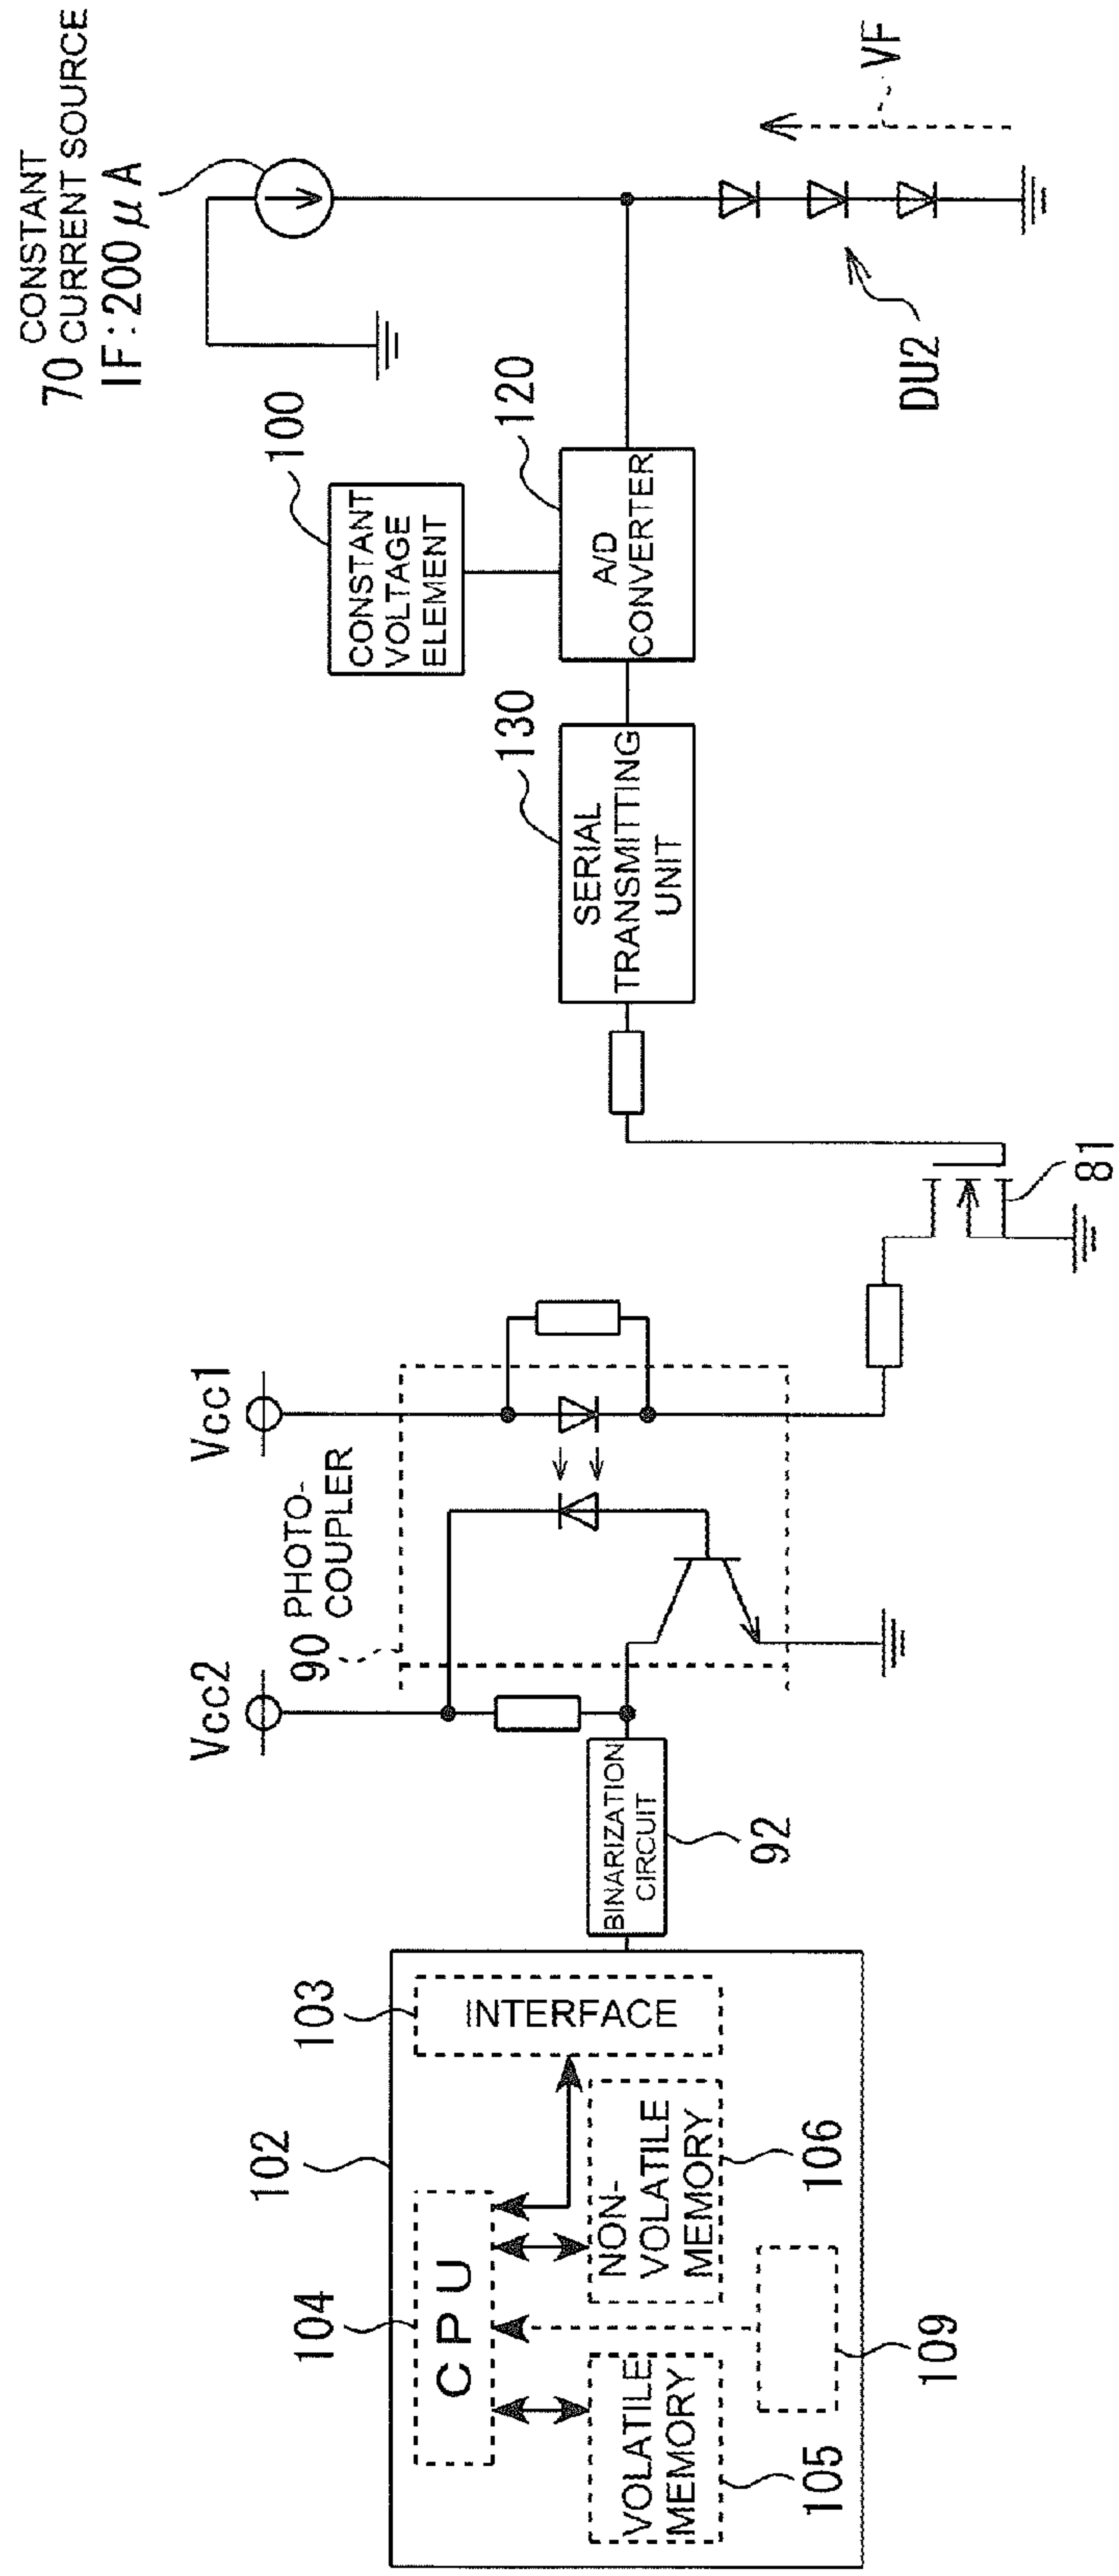 102
104
CPU
103
INTERFACE
VOLATILE
MEMORY
105
NON-
VOLATILE
MEMORY
106
109
BINARIZATION
CIRCUIT
92
Vcc2
90 PHOTO-
COUPLER
Vcc1
81
130
SERIAL
TRANSMITTING
UNIT
100
CONSTANT
VOLTAGE
ELEMENT
120
A/D
CONVERTER
CONSTANT
70 CURRENT SOURCE
IF:200μA
DU2
VF